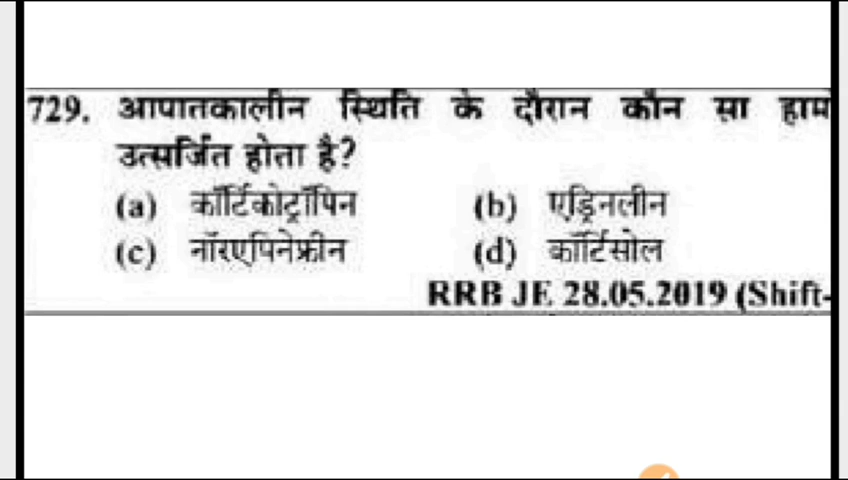 729. आपातकालीन स्थिति के दौरान कौन सा
उत्सर्जित होता है?
(a) कॉर्टिकोट्रॉपिन (b) एड्रिनलीन
(c) नॉरएपिनेफ्रीन (d) कॉर्टिसोल
RRB JE 28.05.2019 (Shift-